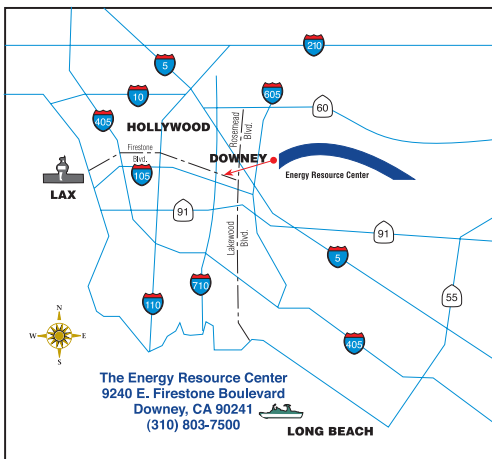 210
5
10
605
60
405
HOLLYWOOD
Rosemead
Blvd.
Firestone
Blvd.
DOWNEY
105
Energy Resource Center
LAX
91
Lakewood
Blvd.
91
5
710
55
110
N
W
E
S
405
The Energy Resource Center
9240 E. Firestone Boulevard
Downey, CA 90241
(310) 803-7500
LONG BEACH